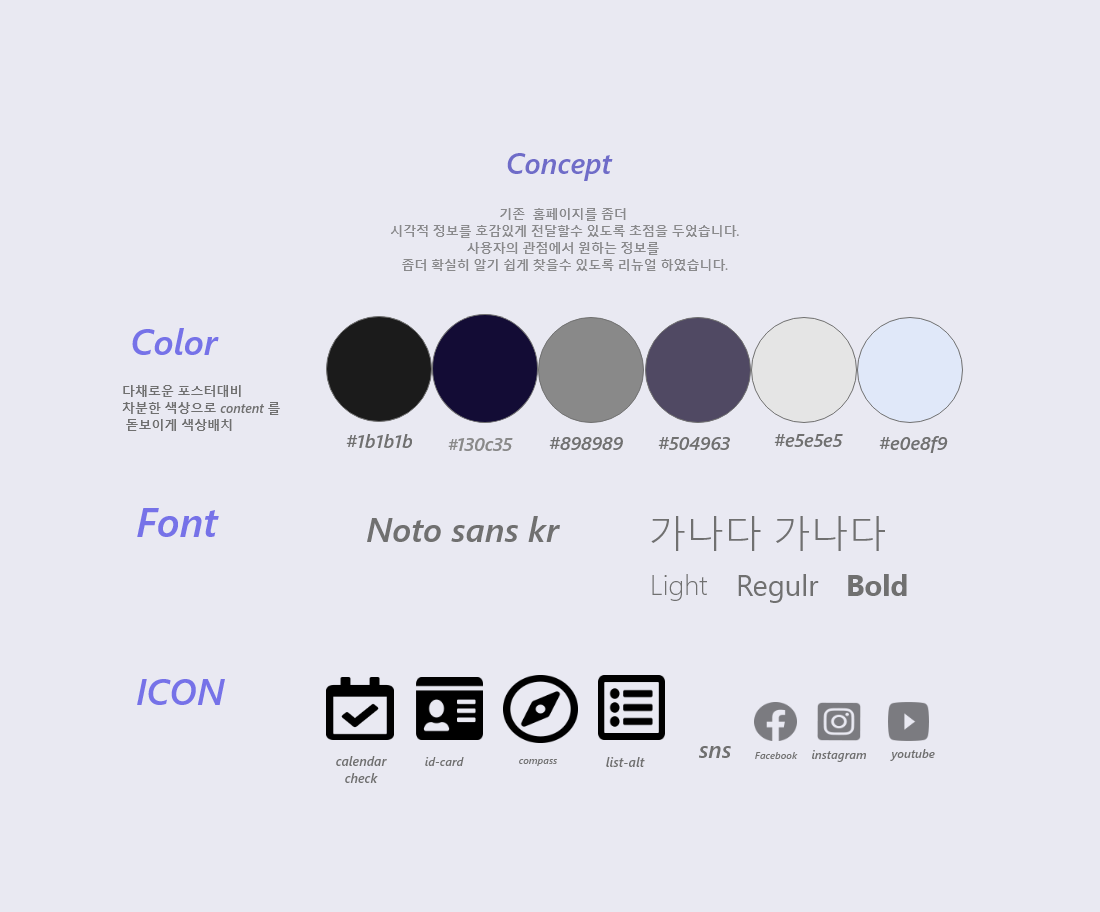 Concept
기존 홈페이지를 좀더
시각적 정보를 호감있게 전달할수 있도록 초점을 두었습니다.
사용자의 관점에서 원하는 정보를
좀더 확실히 알기 쉽게 찾을수 있도록 리뉴얼 하였습니다.
Color
다채로운 포스터대비
차분한 색상으로 content 를
돋보이게 색상배치
#1b1b1b
#130c35
#898989
#504963
#e5e5e5
#e0e8f9
Font
Noto sans kr
가나다 가나다
Light Regulr Bold
ICON
calendar
check
id-card
compass
list-alt
sns
Facebook
instagram
youtube